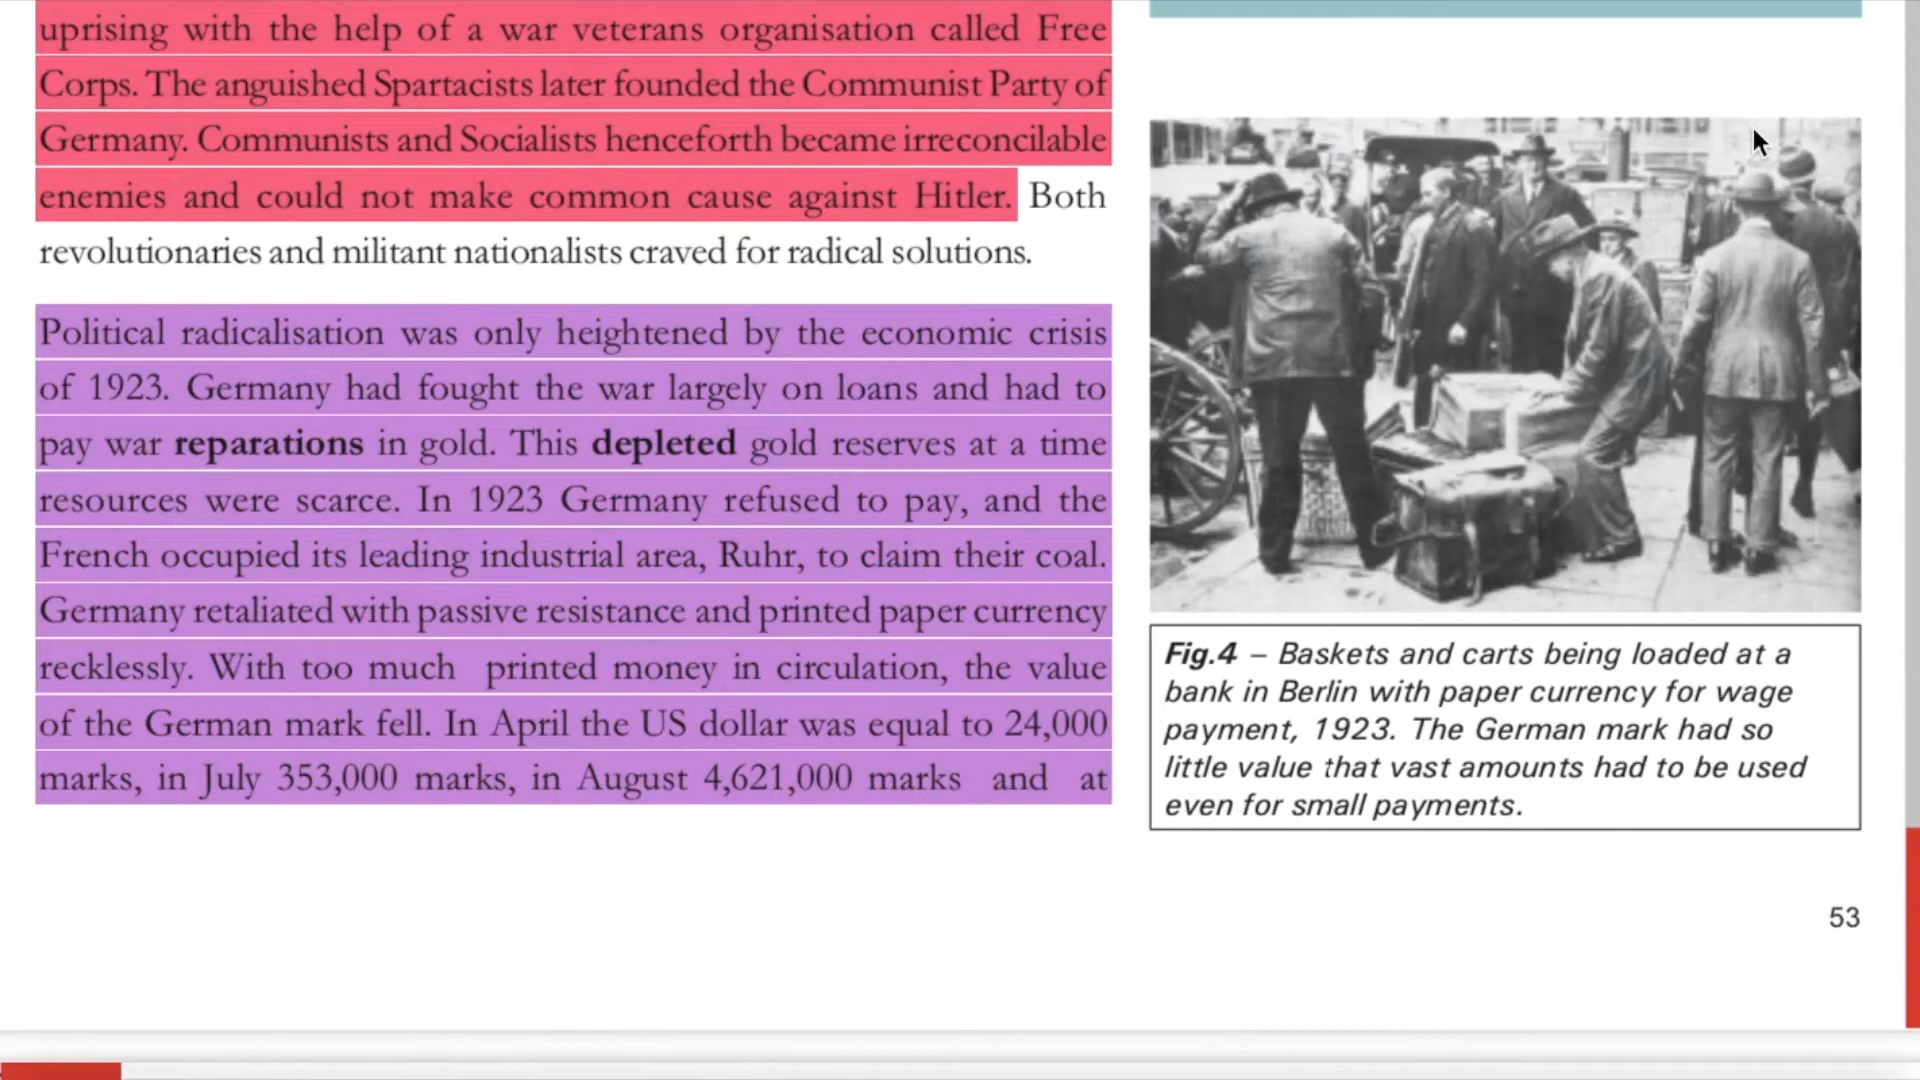 uprising with the help of a war veterans organisation called Free
Corps. The anguished Spartacists later founded the Communist Party of
Germany. Communists and Socialists henceforth became irreconcilable
enemies and could not make common cause against Hitler. Both
revolutionaries and militant nationalists craved for radical solutions.
Political radicalisation was only heightened by the economic crisis
of 1923. Germany had fought the war largely on loans and had to
pay war reparations in gold. This depleted gold reserves at a time
resources were scarce. In 1923 Germany refused to pay, and the
French occupied its leading industrial area, Ruhr, to claim their coal.
Germany retaliated with passive resistance and printed paper currency
recklessly. With too much printed money in circulation, the value
of the German mark fell. In April the US dollar was equal to 24,000
marks, in July 353,000 marks, in August 4,621,000 marks and at
Fig.4 – Baskets and carts being loaded at a
bank in Berlin with paper currency for wage
payment, 1923. The German mark had so
little value that vast amounts had to be used
even for small payments.
53